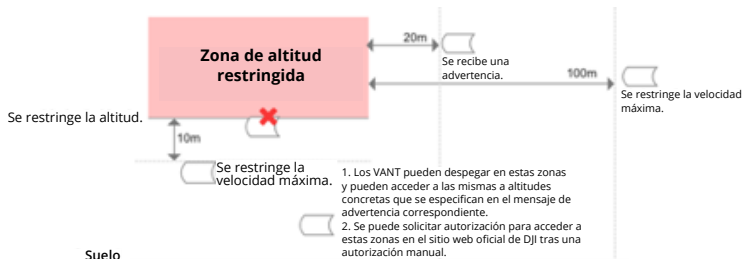 Zona de altitud
restringida
20m
Se recibe una
advertencia.
100m
Se restringe la velocidad
máxima.
Se restringe la altitud.
10m
Se restringe la
velocidad máxima.
1. Los VANT pueden despegar en estas zonas
y pueden acceder a las mismas a altitudes
concretas que se especifican en el mensaje de
advertencia correspondiente.
2. Se puede solicitar autorización para acceder a
estas zonas en el sitio web oficial de DJI tras una
autorización manual.
Suelo